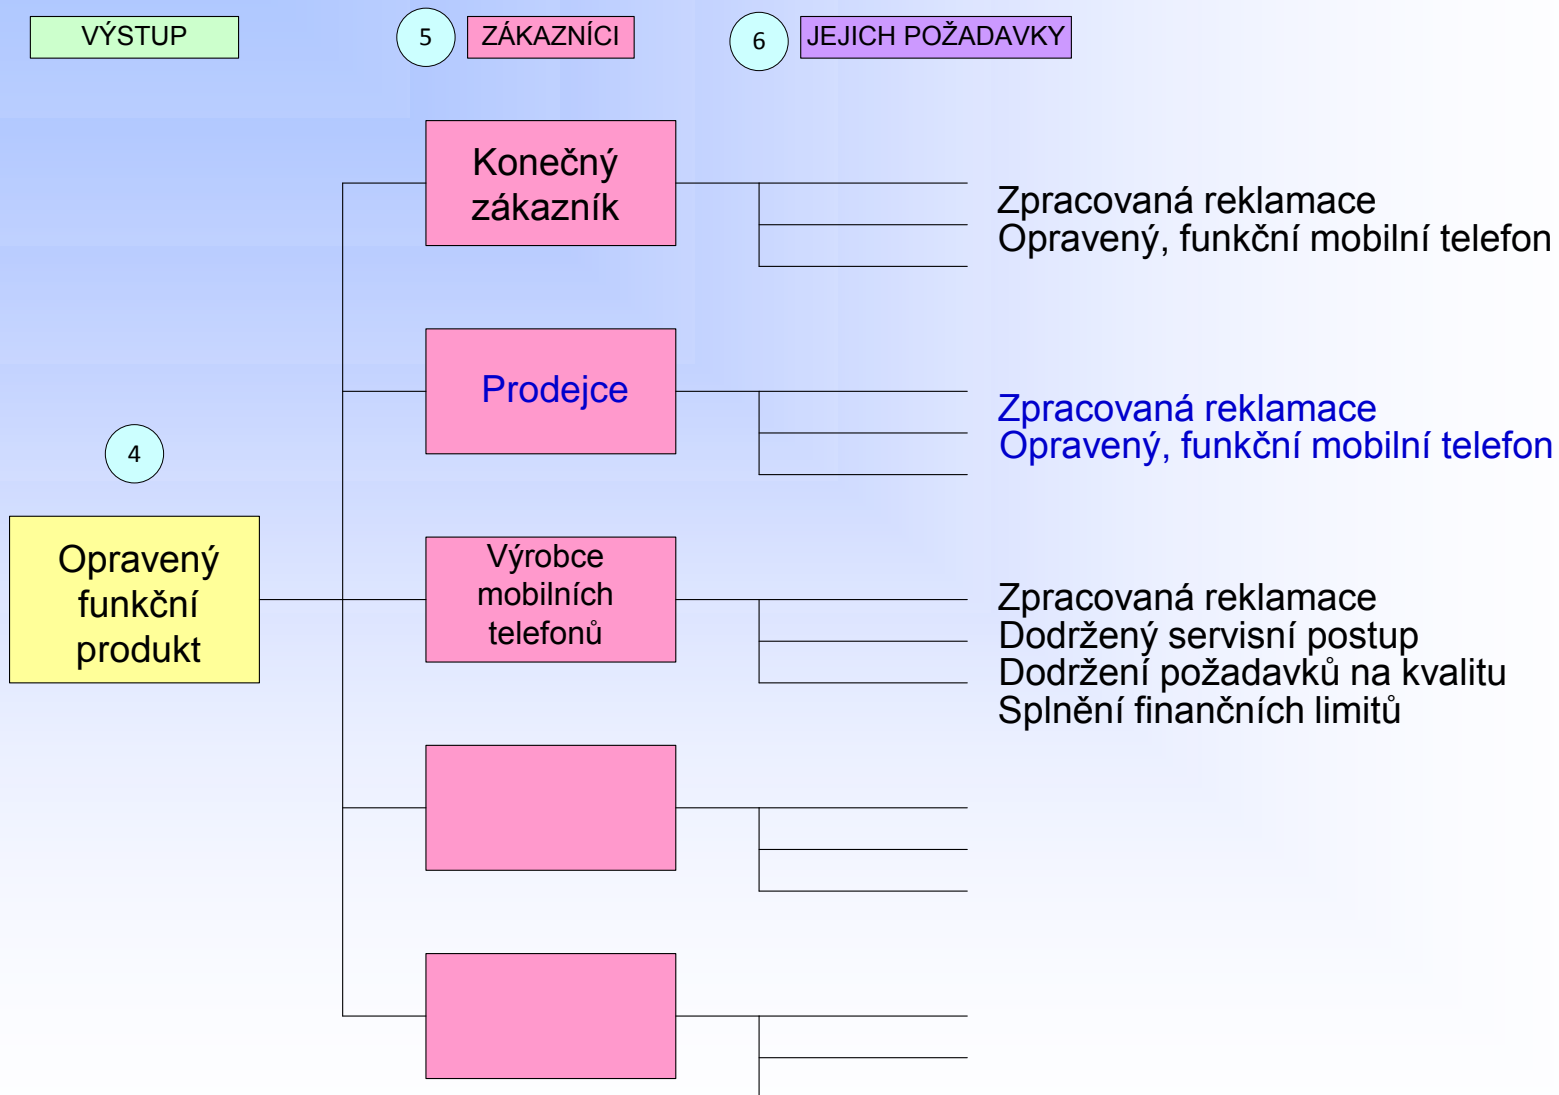 VÝSTUP
5
ZÁKAZNÍCI
6
JEJICH POŽADAVKY
Konečný
zákazník
Zpracovaná reklamace
Opravený, funkční mobilní telefon
Prodejce
Zpracovaná reklamace
Opravený, funkční mobilní telefon
4
Opravený
funkční
produkt
Výrobce
mobilních
telefonů
Zpracovaná reklamace
Dodržený servisní postup
Dodržení požadavků na kvalitu
Splnění finančních limitů